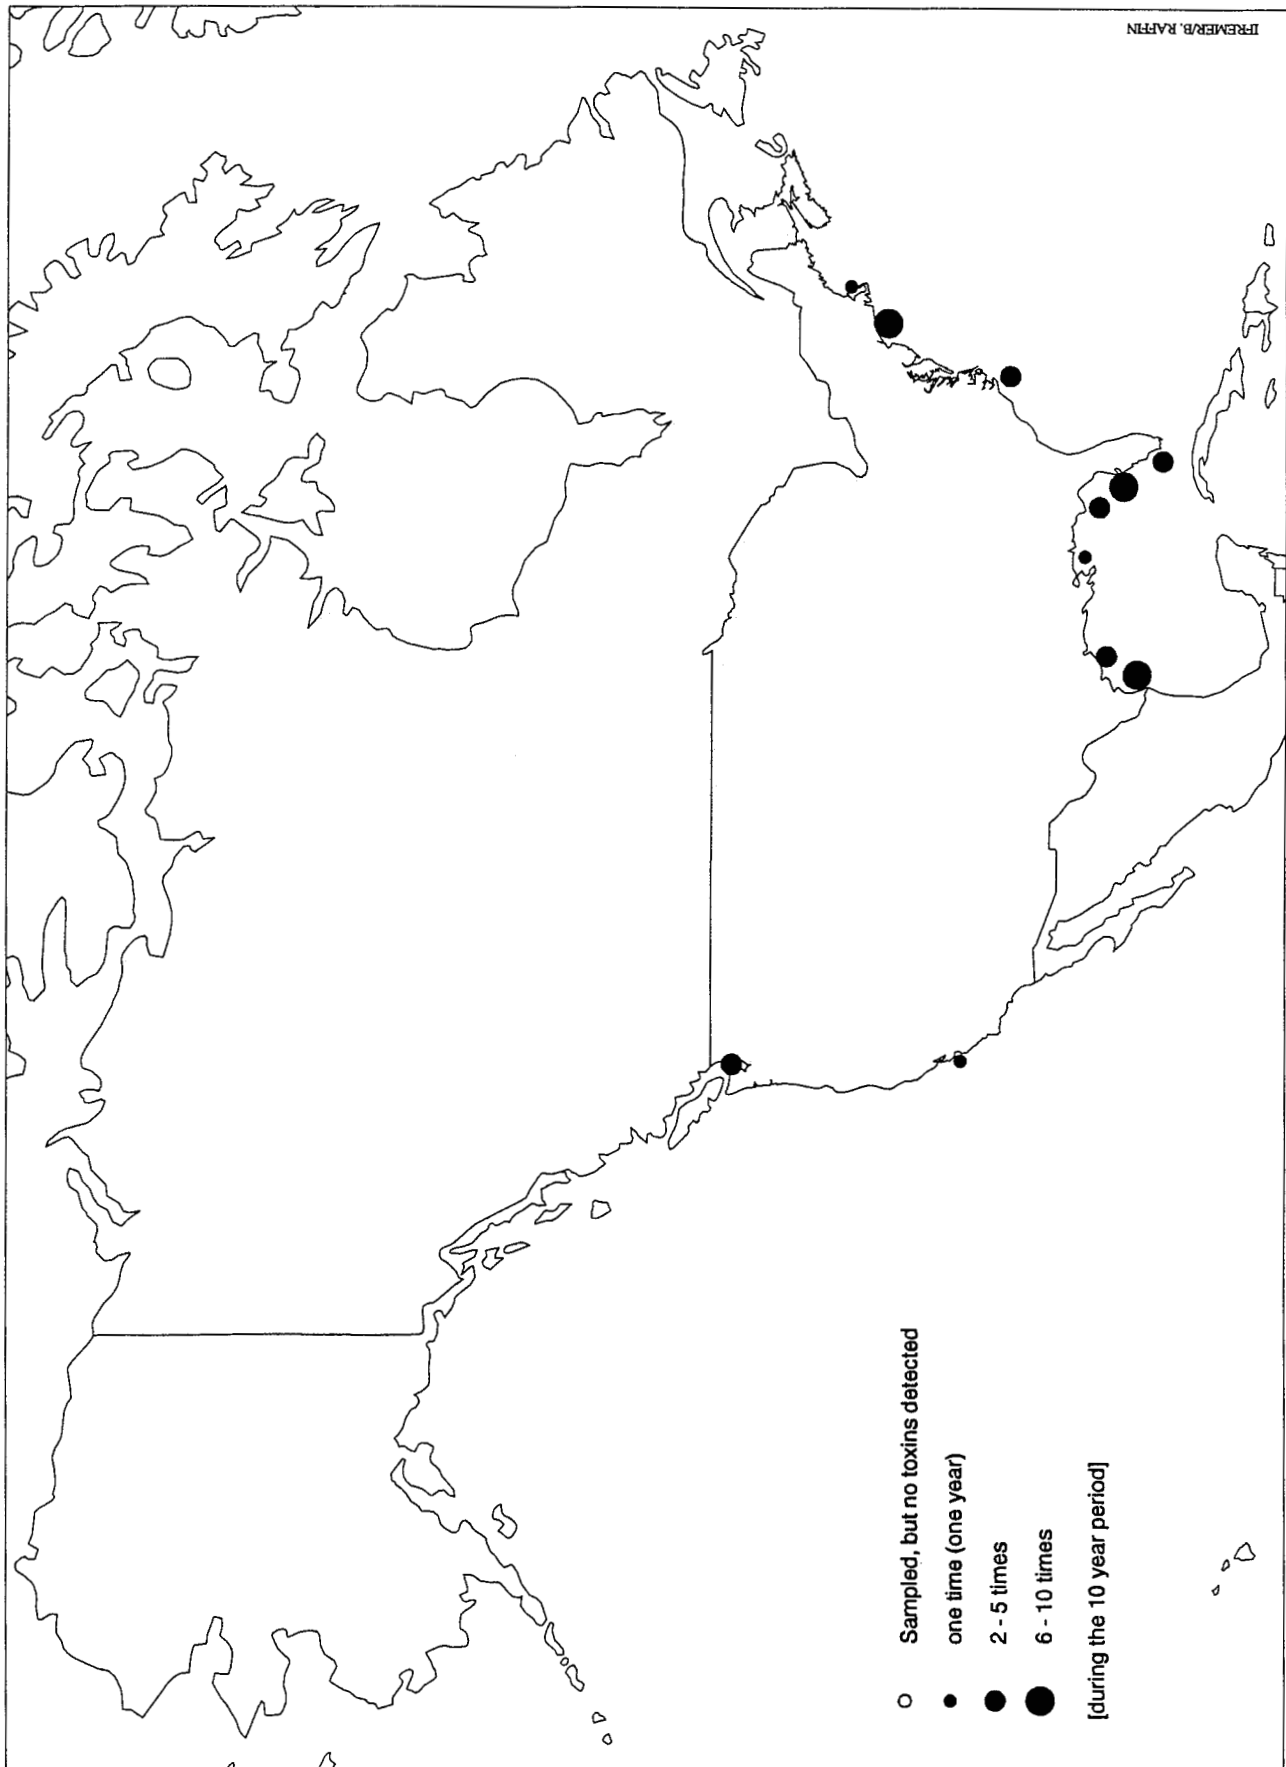 IFREMER/B. RAFFIN
Sampled, but no toxins detected
one time (one year)
2 - 5 times
6 - 10 times
[during the 10 year period]